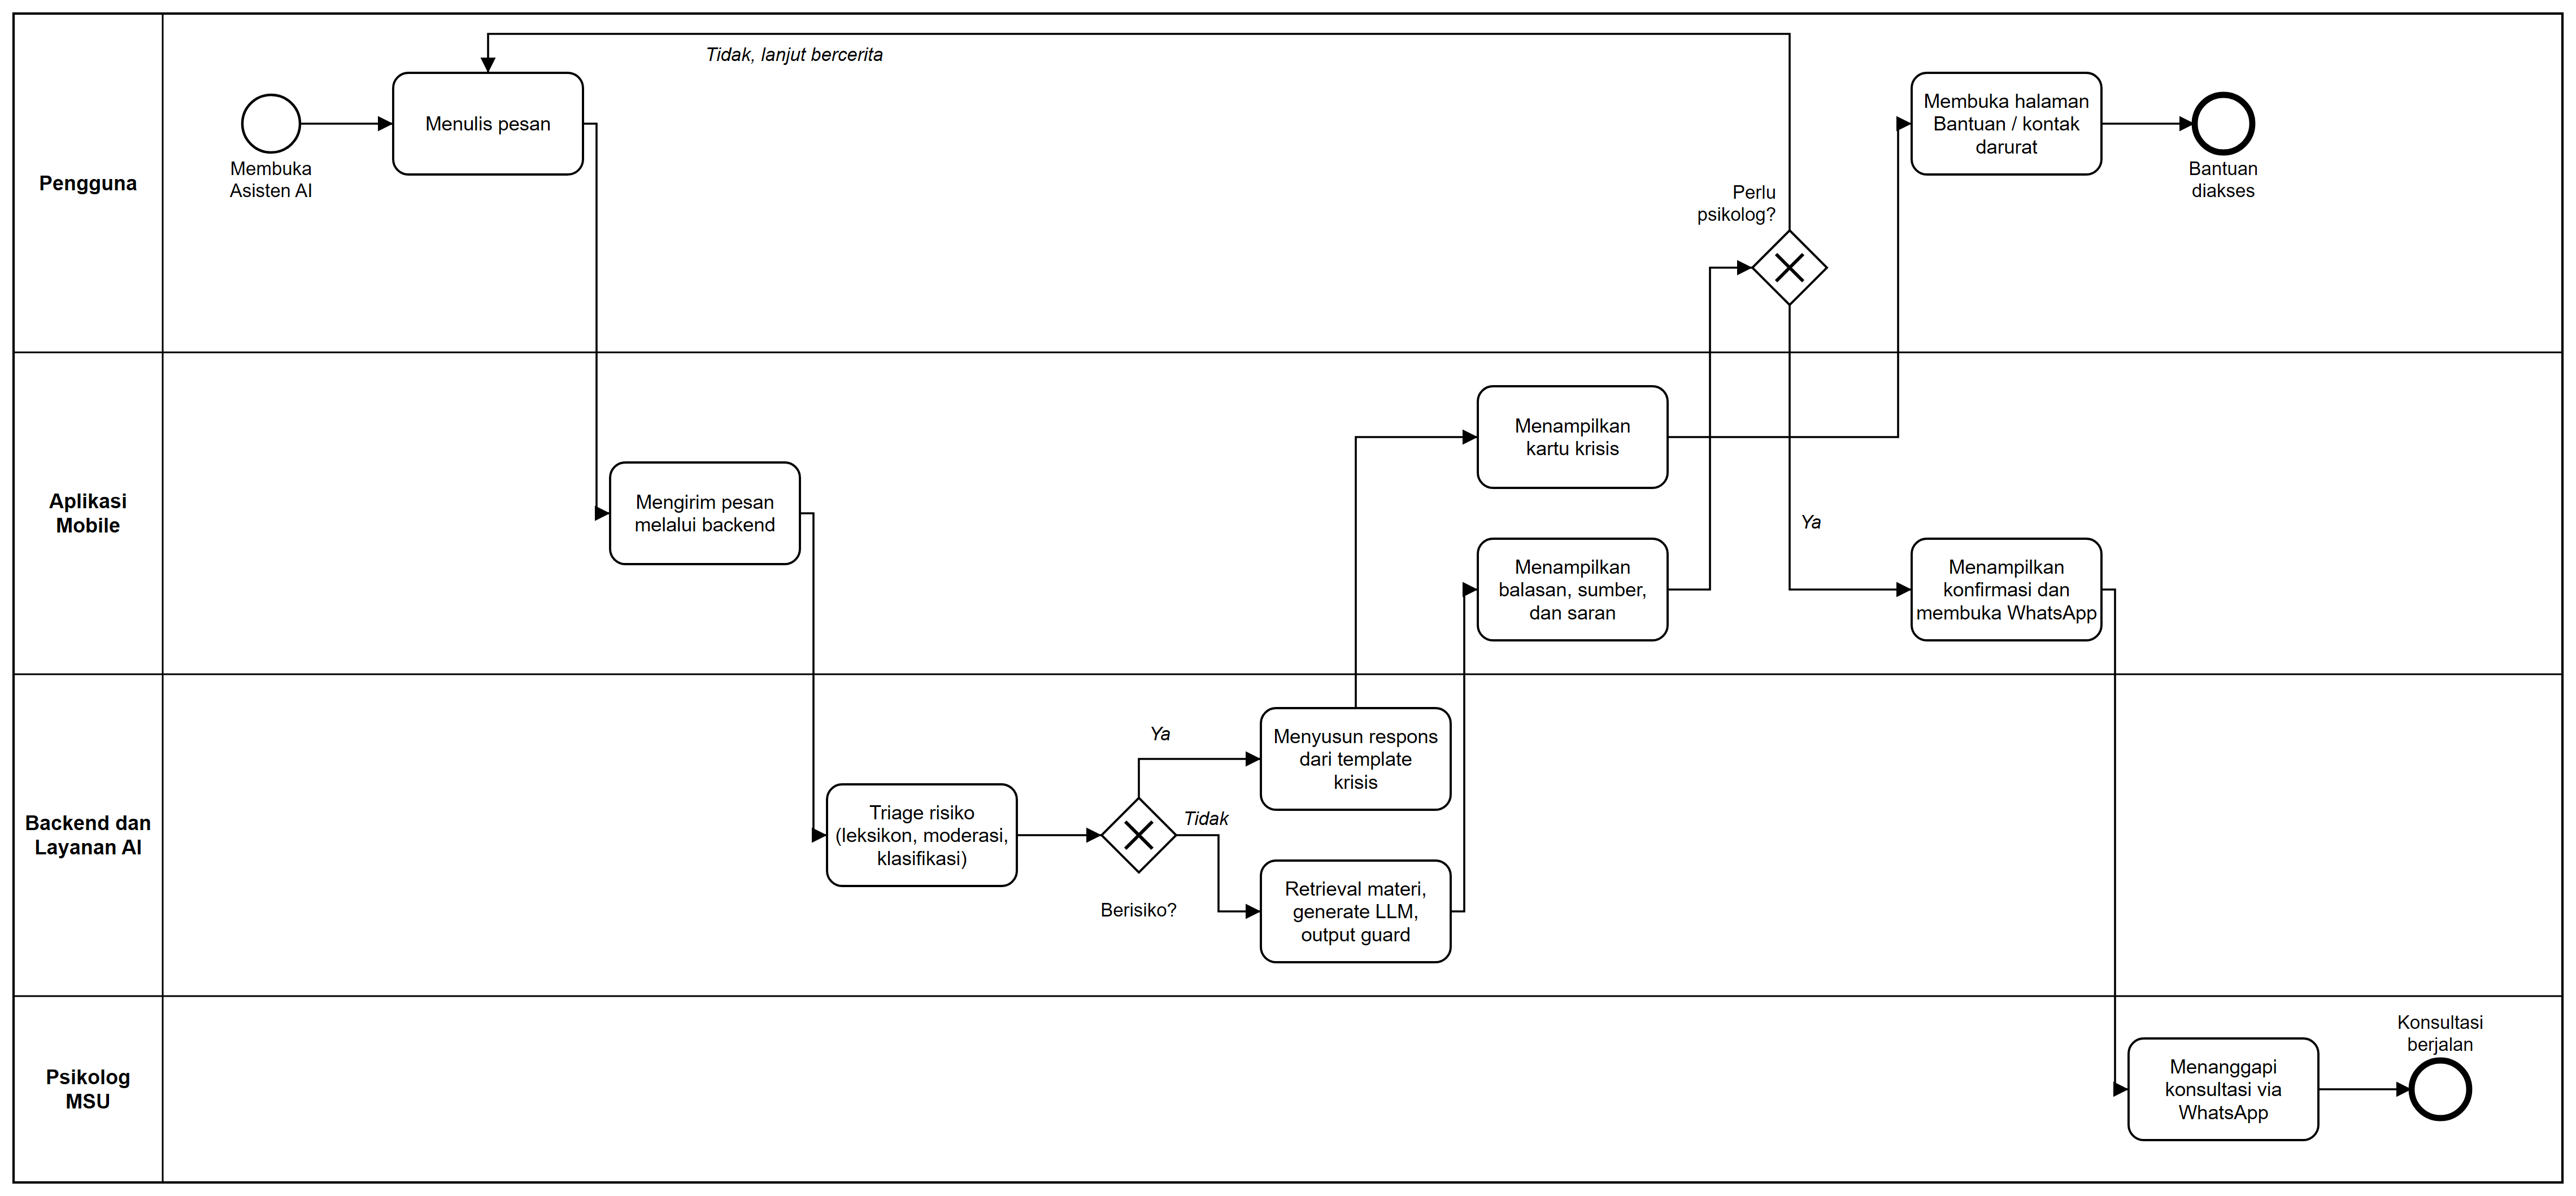 Pengguna
Membuka
Asisten AI
Menulis pesan
Tidak, lanjut bercerita
Perlu
psikolog?
Membuka halaman
Bantuan / kontak
darurat
Bantuan
diakses
Aplikasi
Mobile
Mengirim pesan
melalui backend
Menampilkan
kartu krisis
Menampilkan
balasan, sumber,
dan saran
Ya
Menampilkan
konfirmasi dan
membuka WhatsApp
Backend dan
Layanan AI
Triage risiko
(leksikon, moderasi,
klasifikasi)
Berisiko?
Ya
Tidak
Menyusun respons
dari template
krisis
Retrieval materi,
generate LLM,
output guard
Psikolog
MSU
Menanggapi
konsultasi via
WhatsApp
Konsultasi
berjalan